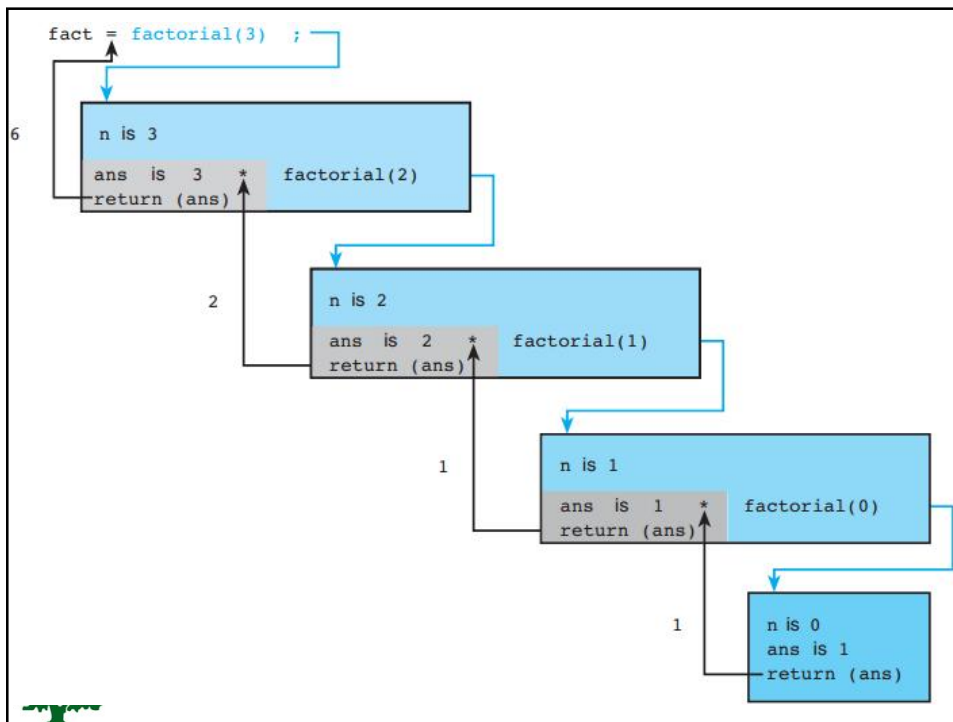 fact = factorial(3) ;
6
n is 3
ans is 3 * factorial(2)
return (ans)
2
n is 2
ans is 2 * factorial(1)
return (ans)
1
n is 1
ans is 1 * factorial(0)
return (ans)
1
n is 0
ans is 1
return (ans)